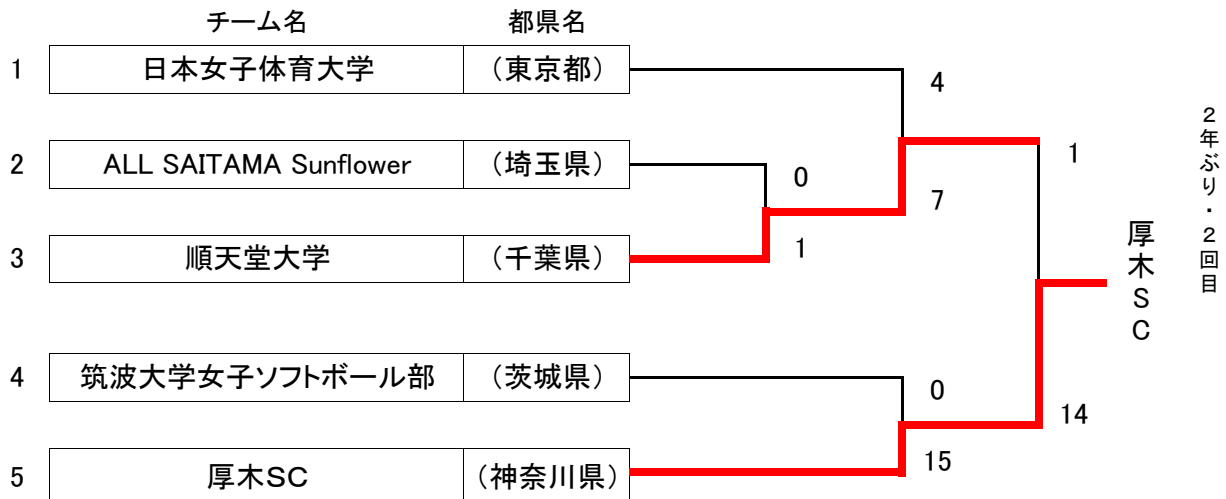 チーム名 都県名
1 日本女子体育大学 （東京都）
4
2 ALL SAITAMA Sunflower （埼玉県）
0
1
7
3 順天堂大学 （千葉県）
1
4 筑波大学女子ソフトボール部 （茨城県）
0
14
5 厚木SC （神奈川県）
15
厚木SC
2年ぶり・2回目